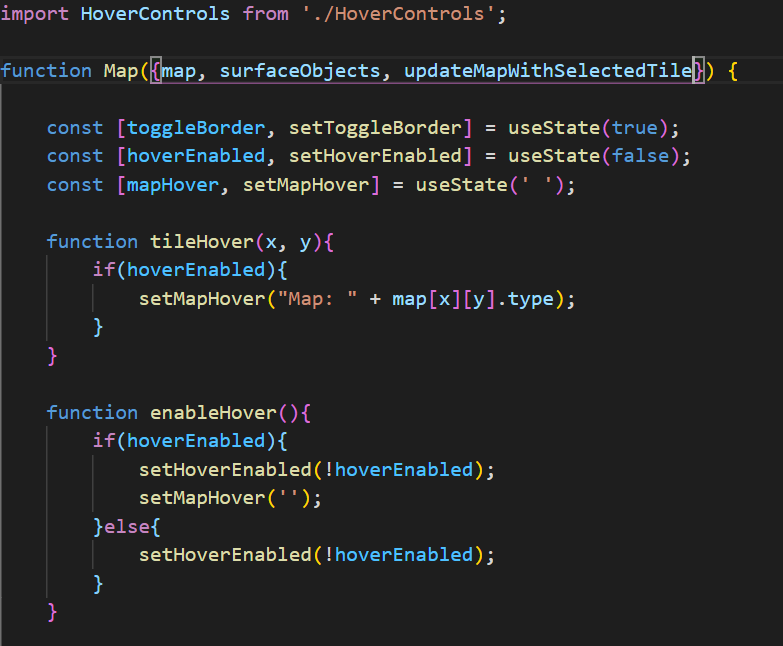 import HoverControls from './HoverControls';
function Map({map, surfaceObjects, updateMapWithSelectedTile}) {
const [toggleBorder, setToggleBorder] = useState(true);
const [hoverEnabled, setHoverEnabled] = useState(false);
const [mapHover, setMapHover] = useState(' ');
function tileHover(x, y){
if(hoverEnabled){
setMapHover("Map: " + map[x][y].type);
}
}
function enableHover(){
if(hoverEnabled){
setHoverEnabled(!hoverEnabled);
setMapHover('');
}else{
setHoverEnabled(!hoverEnabled);
}
}